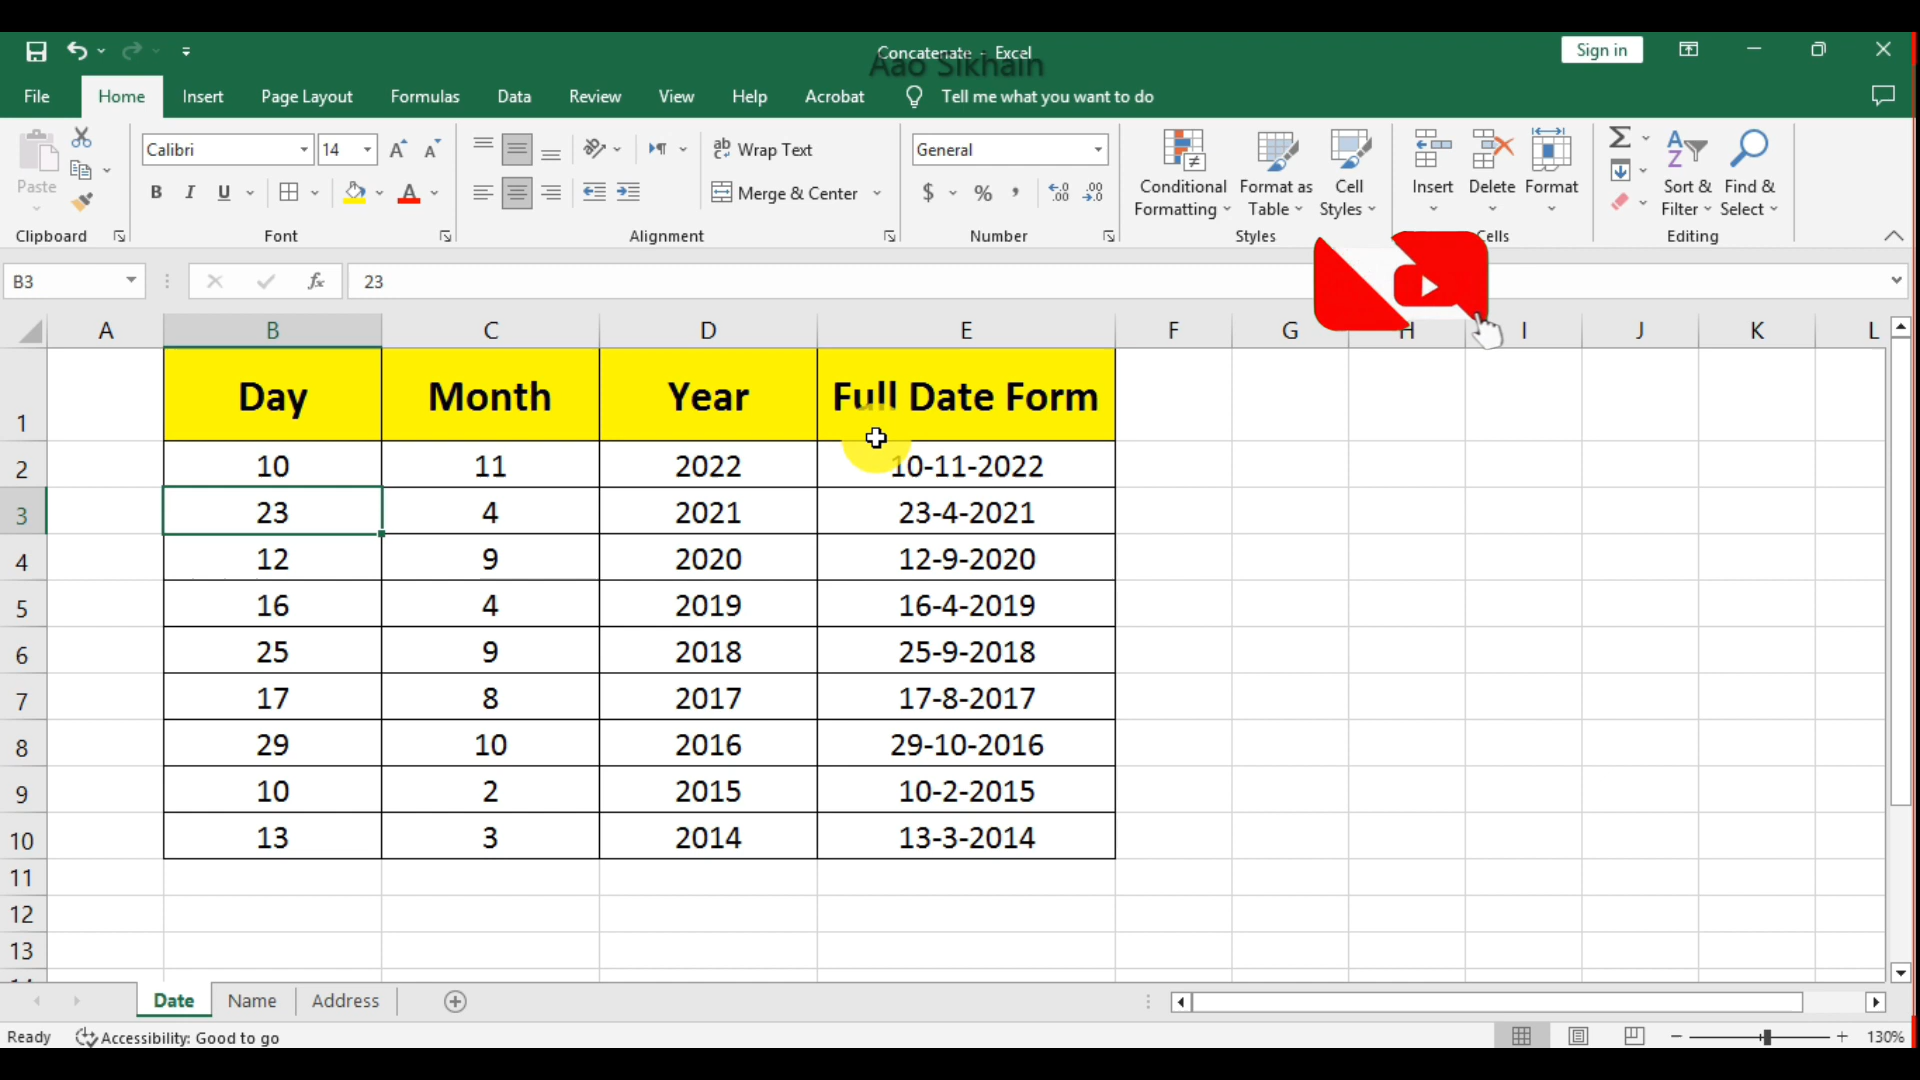 Concatenate - Excel
Aao Sikhain
Sign in
File Home Insert Page Layout Formulas Data Review View Help Acrobat Tell me what you want to do
Paste
Clipboard
Calibri 14
B I U
Font
Wrap Text
Merge & Center
Alignment
General
$ % ,
Number
Conditional Formatting
Format as Table
Cell Styles
Styles
Insert Delete Format
Cells
Sort & Filter
Find & Select
Editing
B3 fx 23
A B C D E F G H I J K L
1 Day Month Year Full Date Form
2 10 11 2022 10-11-2022
3 23 4 2021 23-4-2021
4 12 9 2020 12-9-2020
5 16 4 2019 16-4-2019
6 25 9 2018 25-9-2018
7 17 8 2017 17-8-2017
8 29 10 2016 29-10-2016
9 10 2 2015 10-2-2015
10 13 3 2014 13-3-2014
11
12
13
Date Name Address
Ready Accessibility: Good to go 130%